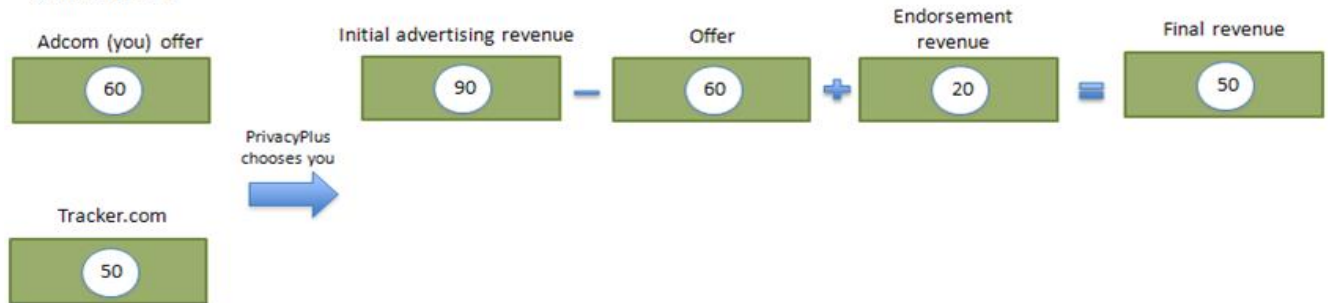 Adcom (you) offer
60
Initial advertising revenue
90
Offer
60
Endorsement
revenue
20
Final revenue
50
PrivacyPlus
chooses you
Tracker.com
50